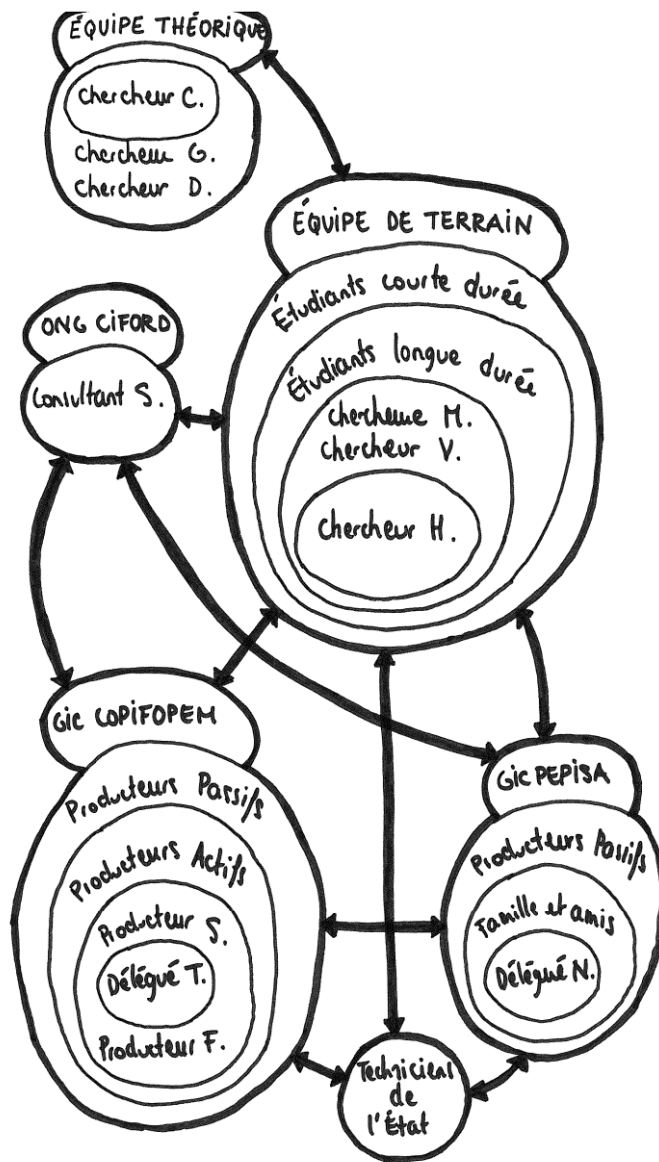 ÉQUIPE THÉORIQUE
Chercheur C.
Chercheuse G.
Chercheur D.
ÉQUIPE DE TERRAIN
Étudiants courte durée
Étudiants longue durée
Chercheuse M.
Chercheur V.
Chercheur H.
ONG CIFORD
Consultant S.
GIC COPIFOPEM
Producteurs Passifs
Producteurs Actifs
Producteur S.
Délégué T.
Producteur F.
GIC PEPISA
Producteurs Passifs
Famille et amis
Délégué N.
Techniciens
de
l'État